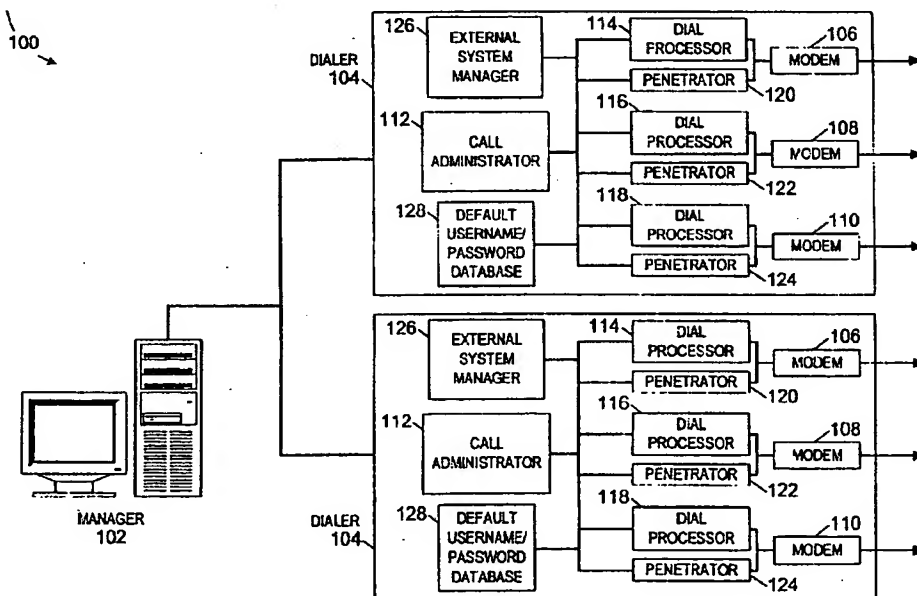 100
DIALER
104
126
EXTERNAL
SYSTEM
MANAGER
112
CALL
ADMINISTRATOR
128
DEFAULT
USERNAME/
PASSWORD
DATABASE
114
DIAL
PROCESSOR
PENETRATOR
120
106
MODEM
116
DIAL
PROCESSOR
PENETRATOR
122
108
MODEM
118
DIAL
PROCESSOR
PENETRATOR
124
110
MODEM
MANAGER
102
DIALER
104
126
EXTERNAL
SYSTEM
MANAGER
112
CALL
ADMINISTRATOR
128
DEFAULT
USERNAME/
PASSWORD
DATABASE
114
DIAL
PROCESSOR
PENETRATOR
120
106
MODEM
116
DIAL
PROCESSOR
PENETRATOR
122
108
MODEM
118
DIAL
PROCESSOR
PENETRATOR
124
110
MODEM